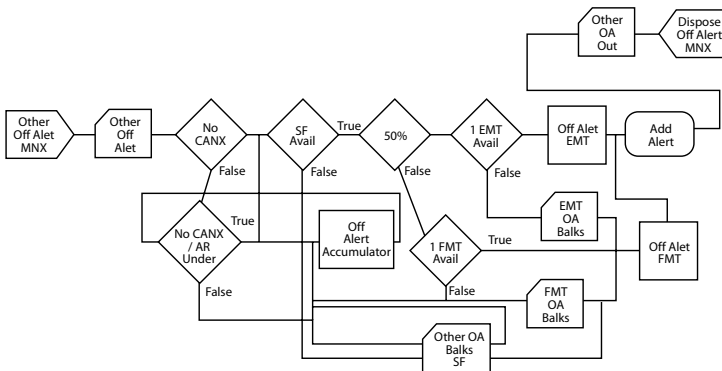 Other
OA
Out
Dispose
Off Alert
MNX
Other
Off Alet
MNX
Other
Off
Alet
No
CANX
SF
Avail
True
50%
1 EMT
Avail
Off Alet
EMT
Add
Alert
False
False
False
False
No CANX
/ AR
Under
True
Off
Alert
Accumulator
1 FMT
Avail
True
EMT
OA
Balks
Off Alet
FMT
False
False
FMT
OA
Balks
Other OA
Balks
SF